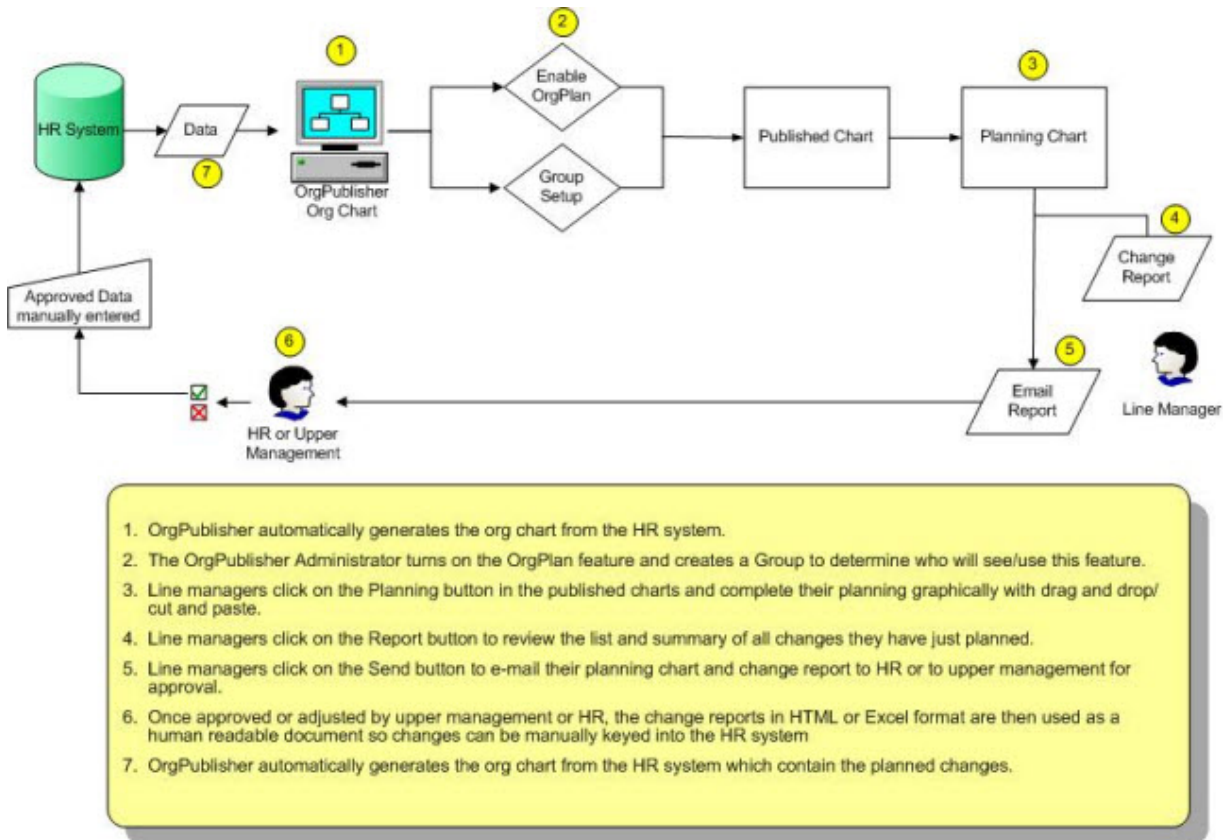 1
2
3
Enable
OrgPlan
HR System
Data
7
OrgPublisher
Org Chart
Group
Setup
Published Chart
Planning Chart
4
Change
Report
Approved Data
manually entered
6
HR or Upper
Management
5
Email
Report
Line Manager
1. OrgPublisher automatically generates the org chart from the HR system.
2. The OrgPublisher Administrator turns on the OrgPlan feature and creates a Group to determine who will see/use this feature.
3. Line managers click on the Planning button in the published charts and complete their planning graphically with drag and drop/
cut and paste.
4. Line managers click on the Report button to review the list and summary of all changes they have just planned.
5. Line managers click on the Send button to e-mail their planning chart and change report to HR or to upper management for
approval.
6. Once approved or adjusted by upper management or HR, the change reports in HTML or Excel format are then used as a
human readable document so changes can be manually keyed into the HR system
7. OrgPublisher automatically generates the org chart from the HR system which contain the planned changes.